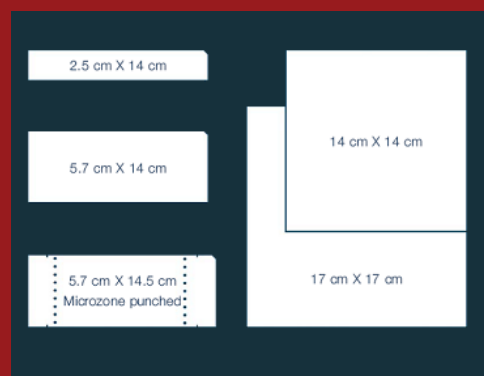 2.5 cm X 14 cm
5.7 cm X 14 cm
5.7 cm X 14.5 cm
Microzone punched
14 cm X 14 cm
17 cm X 17 cm